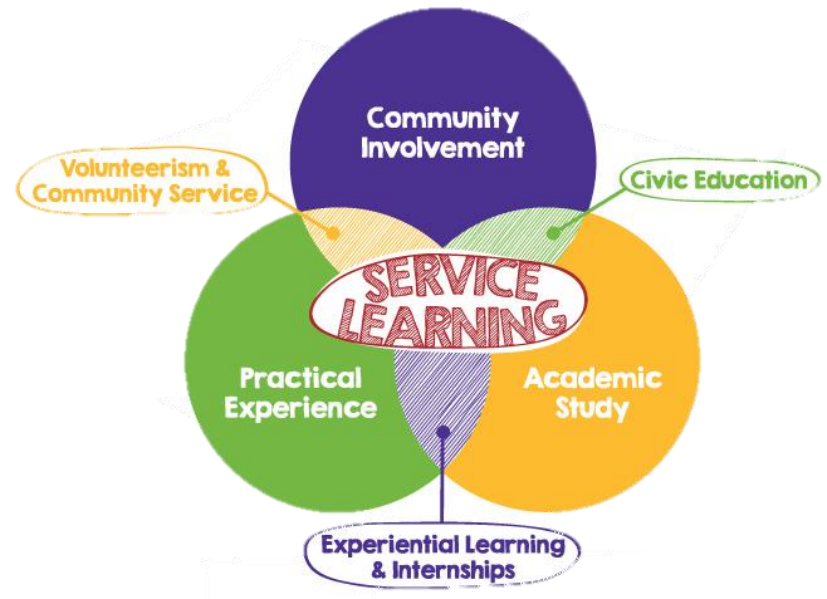 Community
Involvement
Volunteerism &
Community Service
Civic Education
SERVICE
LEARNING
Practical
Experience
Academic
Study
Experiential Learning
& Internships